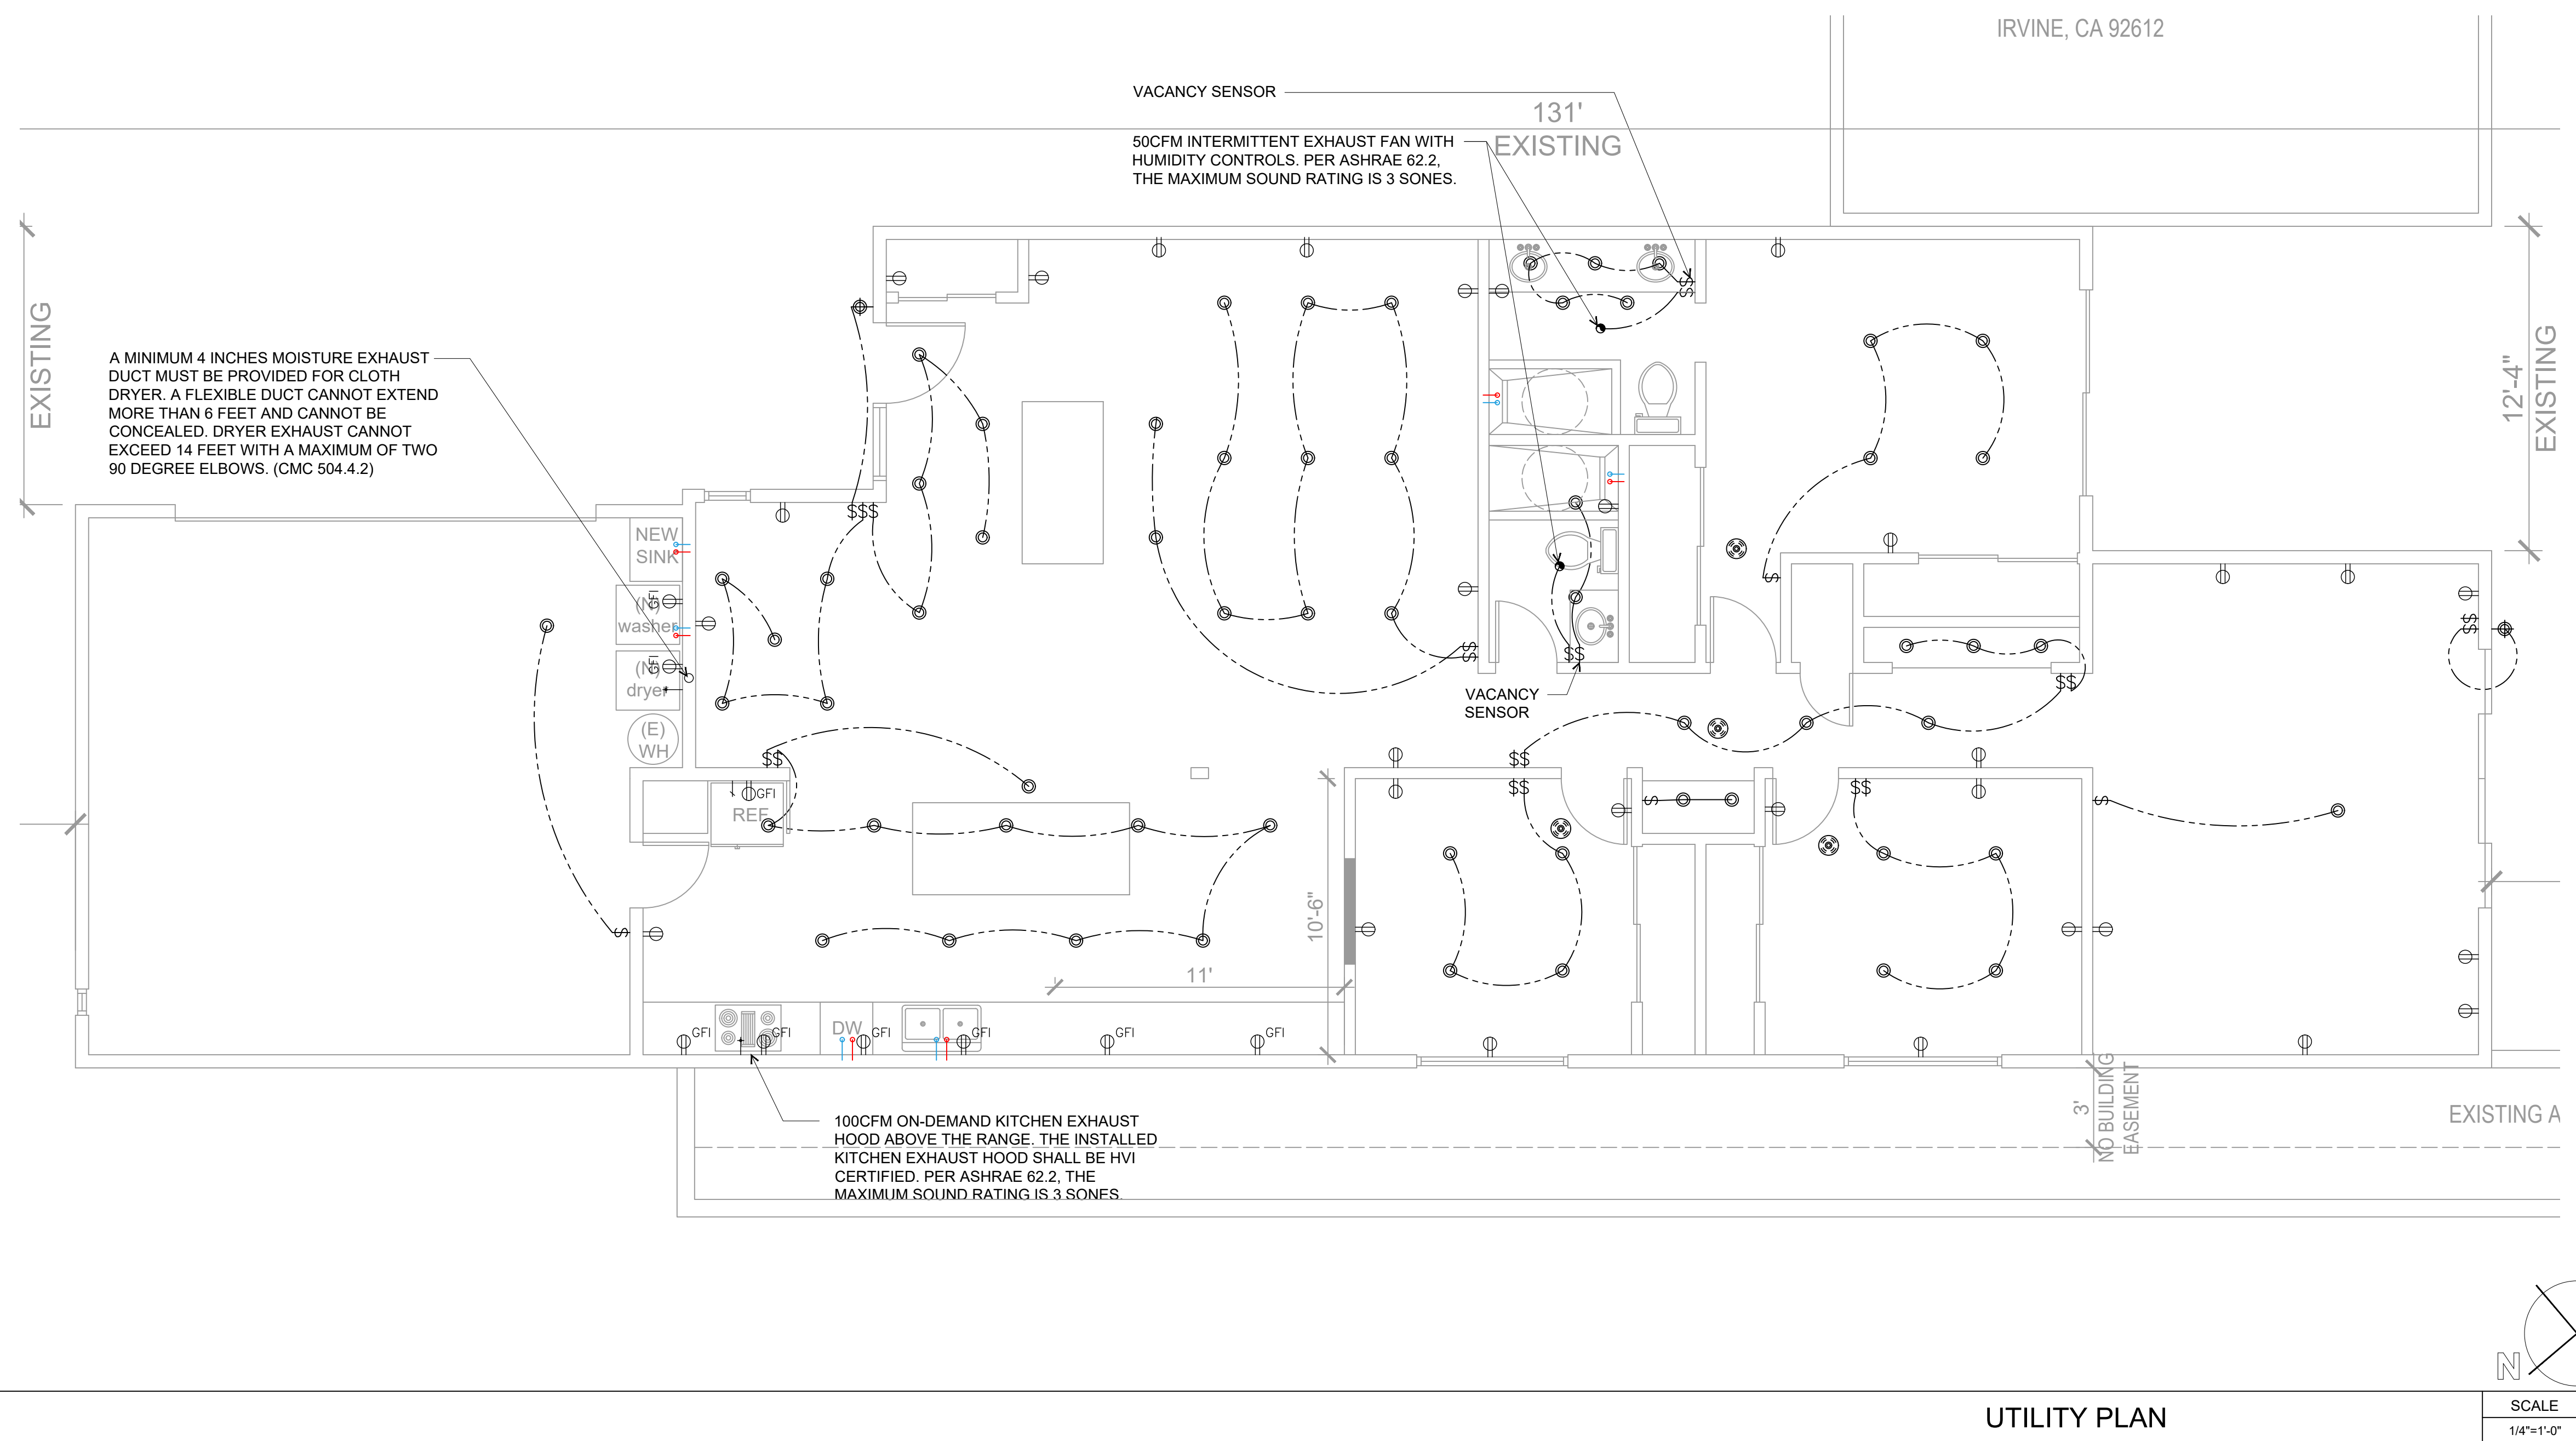 IRVINE, CA 92612
VACANCY SENSOR
131'
EXISTING
50CFM INTERMITTENT EXHAUST FAN WITH
HUMIDITY CONTROLS. PER ASHRAE 62.2,
THE MAXIMUM SOUND RATING IS 3 SONES.
EXISTING
12'-4"
EXISTING
A MINIMUM 4 INCHES MOISTURE EXHAUST
DUCT MUST BE PROVIDED FOR CLOTH
DRYER. A FLEXIBLE DUCT CANNOT EXTEND
MORE THAN 6 FEET AND CANNOT BE
CONCEALED. DRYER EXHAUST CANNOT
EXCEED 14 FEET WITH A MAXIMUM OF TWO
90 DEGREE ELBOWS. (CMC 504.4.2)
$$$
$$
NEW
SINK
GFI
(N)
washer
GFI
(N)
dryer
(E)
WH
$
$$
$$
$$
VACANCY
SENSOR
$$
$$
$$
$$
$$
$$
$
$
GFI
REF
$
10'-6"
11'
GFI
GFI
DW
GFI
GFI
GFI
GFI
3'
NO BUILDING
EASEMENT
EXISTING A
100CFM ON-DEMAND KITCHEN EXHAUST
HOOD ABOVE THE RANGE. THE INSTALLED
KITCHEN EXHAUST HOOD SHALL BE HVI
CERTIFIED. PER ASHRAE 62.2, THE
MAXIMUM SOUND RATING IS 3 SONES.
N
UTILITY PLAN
SCALE
1/4"=1'-0"